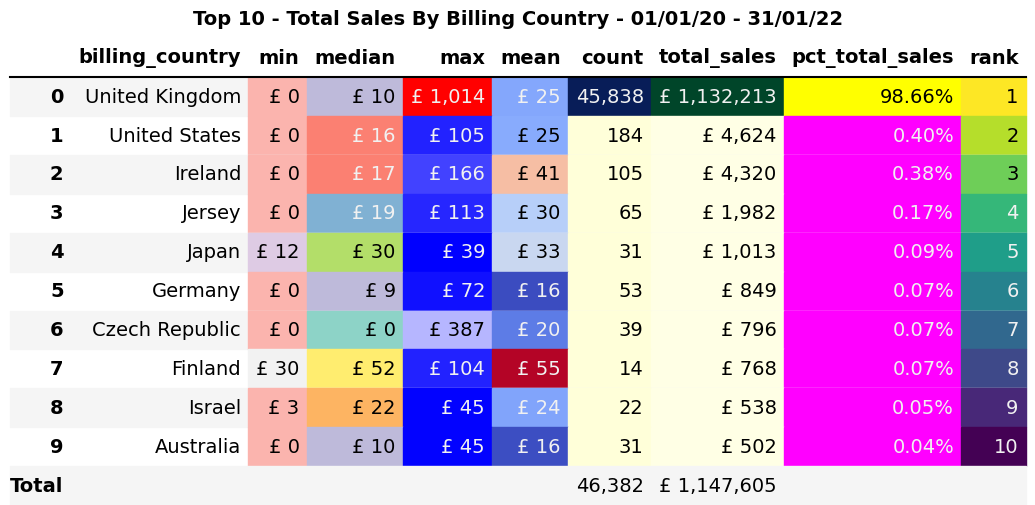 Top 10 - Total Sales By Billing Country - 01/01/20 - 31/01/22
billing_country min median max mean count total_sales pct_total_sales rank
0 United Kingdom £ 0 £ 10 £ 1,014 £ 25 45,838 £ 1,132,213 98.66% 1
1 United States £ 0 £ 16 £ 105 £ 25 184 £ 4,624 0.40% 2
2 Ireland £ 0 £ 17 £ 166 £ 41 105 £ 4,320 0.38% 3
3 Jersey £ 0 £ 19 £ 113 £ 30 65 £ 1,982 0.17% 4
4 Japan £ 12 £ 30 £ 39 £ 33 31 £ 1,013 0.09% 5
5 Germany £ 0 £ 9 £ 72 £ 16 53 £ 849 0.07% 6
6 Czech Republic £ 0 £ 0 £ 387 £ 20 39 £ 796 0.07% 7
7 Finland £ 30 £ 52 £ 104 £ 55 14 £ 768 0.07% 8
8 Israel £ 3 £ 22 £ 45 £ 24 22 £ 538 0.05% 9
9 Australia £ 0 £ 10 £ 45 £ 16 31 £ 502 0.04% 10
Total 46,382 £ 1,147,605